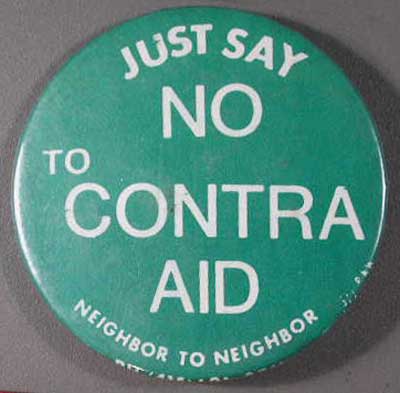 JUST SAY
NO
TO
CONTRA
AID
NEIGHBOR TO NEIGHBOR